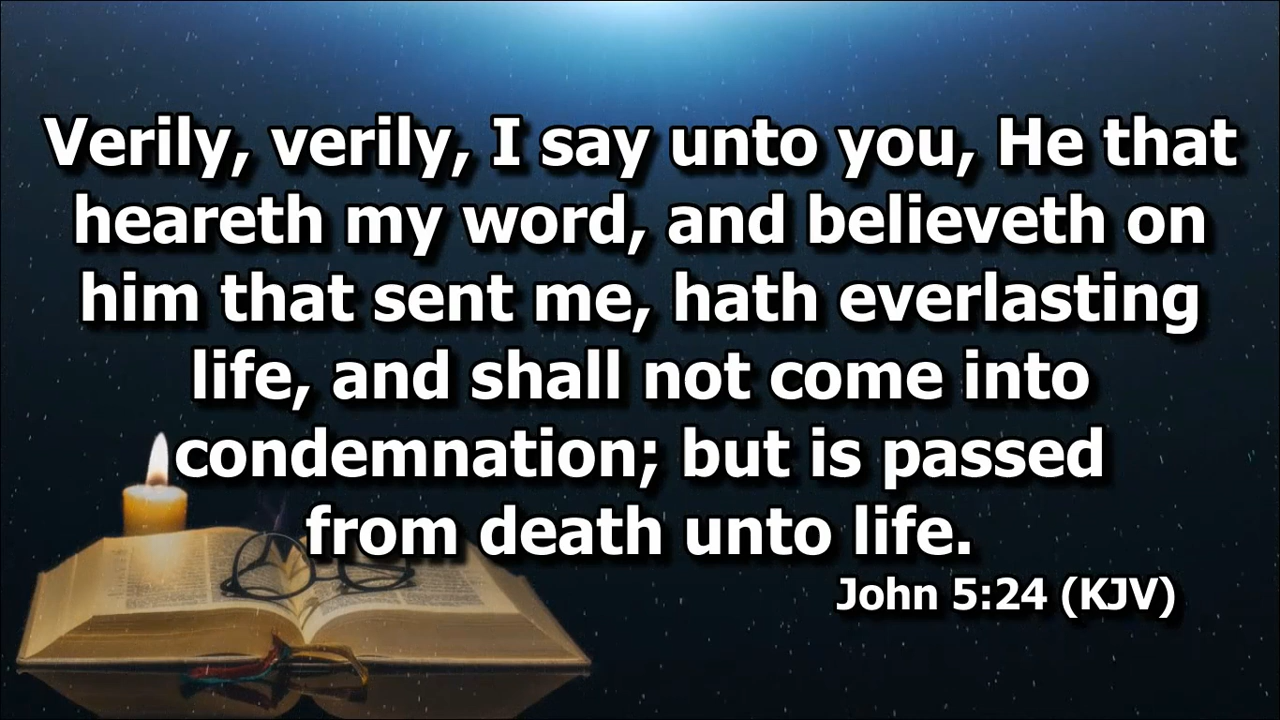 Verily, verily, I say unto you, He that
heareth my word, and believeth on
him that sent me, hath everlasting
life, and shall not come into
condemnation; but is passed
from death unto life.
John 5:24 (KJV)